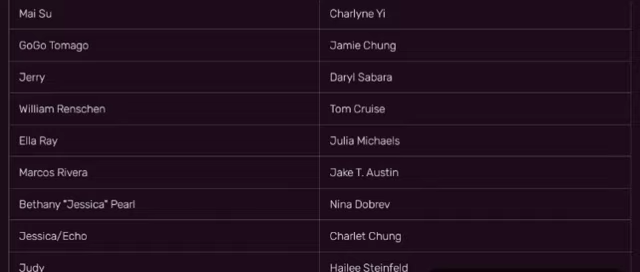 Mai Su Charlyne Yi
GoGo Tomago Jamie Chung
Jerry Daryl Sabara
William Renschen Tom Cruise
Ella Ray Julia Michaels
Marcos Rivera Jake T. Austin
Bethany "Jessica" Pearl Nina Dobrev
Jessica/Echo Charlet Chung
Judy Hailee Steinfeld